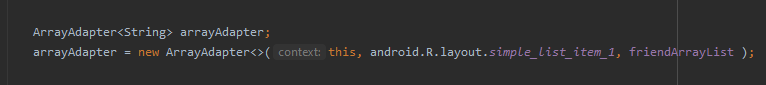 ArrayAdapter<String> arrayAdapter;
arrayAdapter = new ArrayAdapter<>( context: this, android.R.layout.simple_list_item_1, friendArrayList );